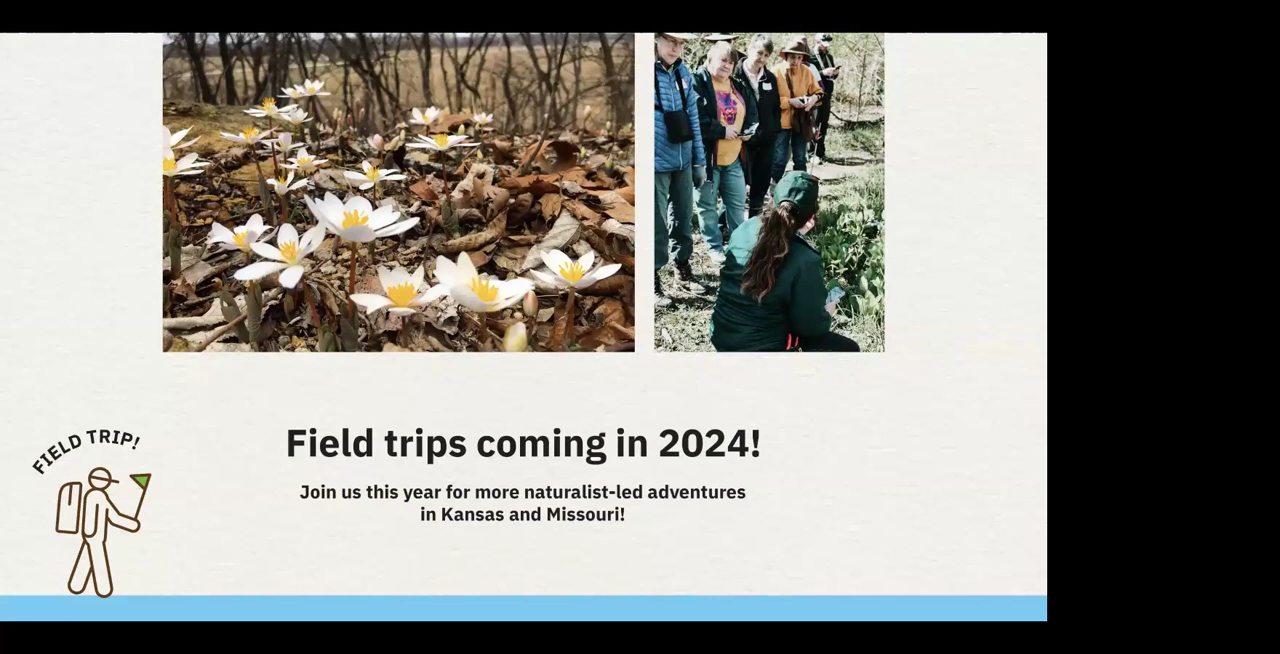 FIELD TRIP!
Field trips coming in 2024!
Join us this year for more naturalist-led adventures
in Kansas and Missouri!